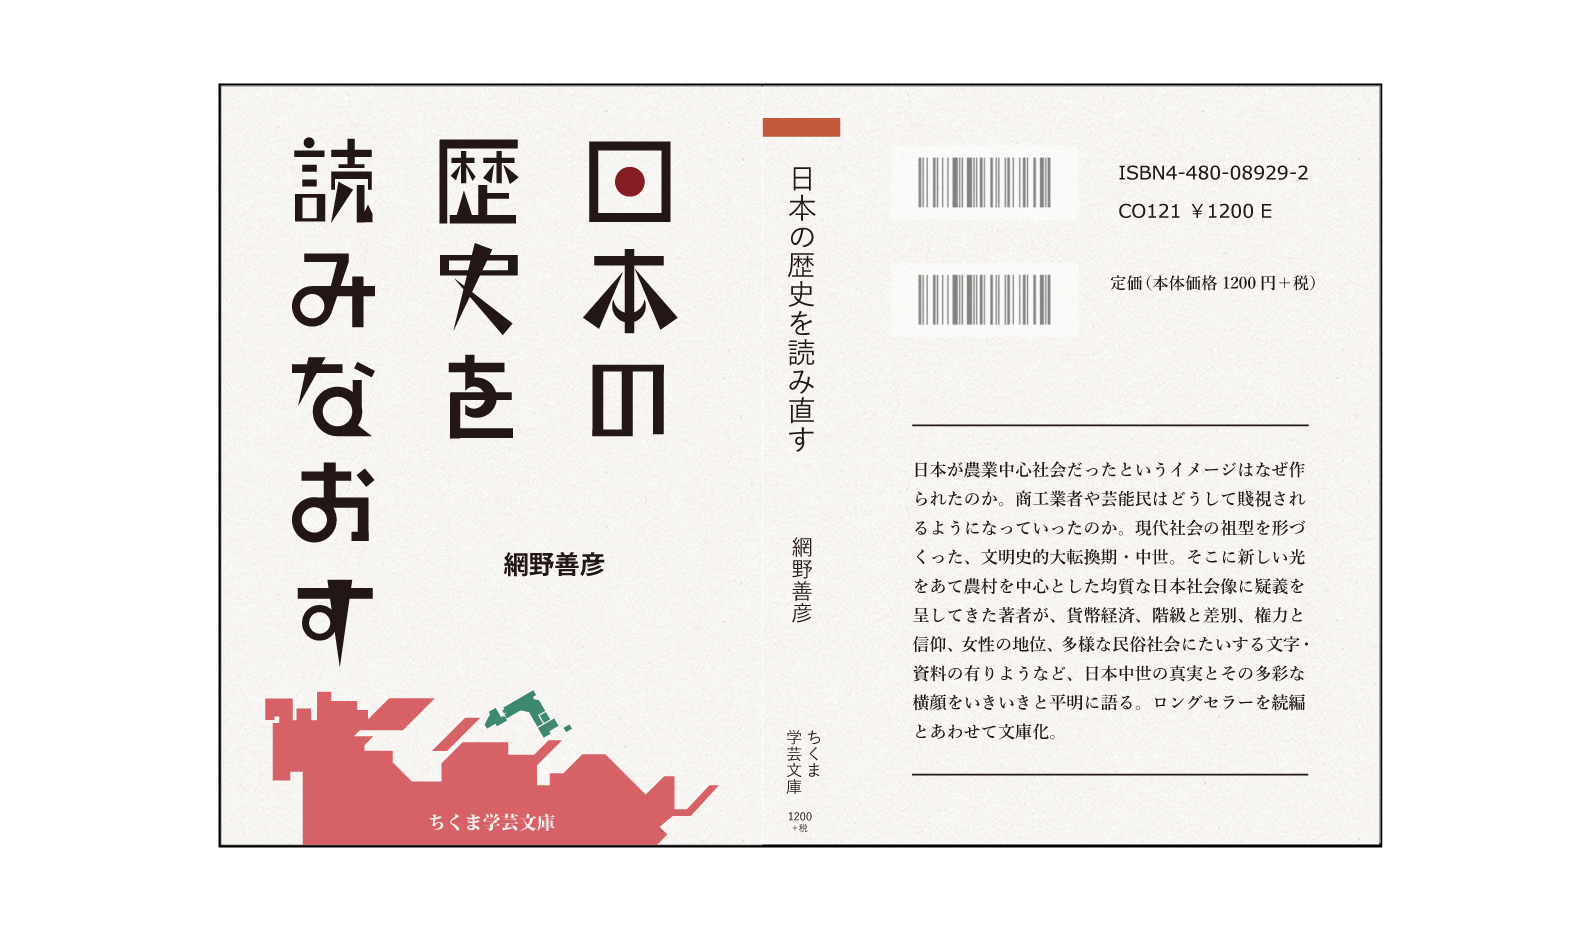 日本の
歴史を
読みなおす
網野善彦
ちくま学芸文庫
日本の歴史を読み直す
網野善彦
ちくま
学芸文庫
1200
+税
ISBN4-480-08929-2
CO121 ￥1200 E
定価(本体価格 1200 円＋税)
日本が農業中心社会だったというイメージはなぜ作
られたのか。商工業者や芸能民はどうして賤視され
るようになっていったのか。現代社会の祖型を形づ
くった、文明史的大転換期・中世。そこに新しい光
をあて農村を中心とした均質な日本社会像に疑義を
呈してきた著者が、貨幣経済、階級と差別、権力と
信仰、女性の地位、多様な民俗社会にたいする文字・
資料の有りようなど、日本中世の真実とその多彩な
横顔をいきいきと平明に語る。ロングセラーを続編
とあわせて文庫化。